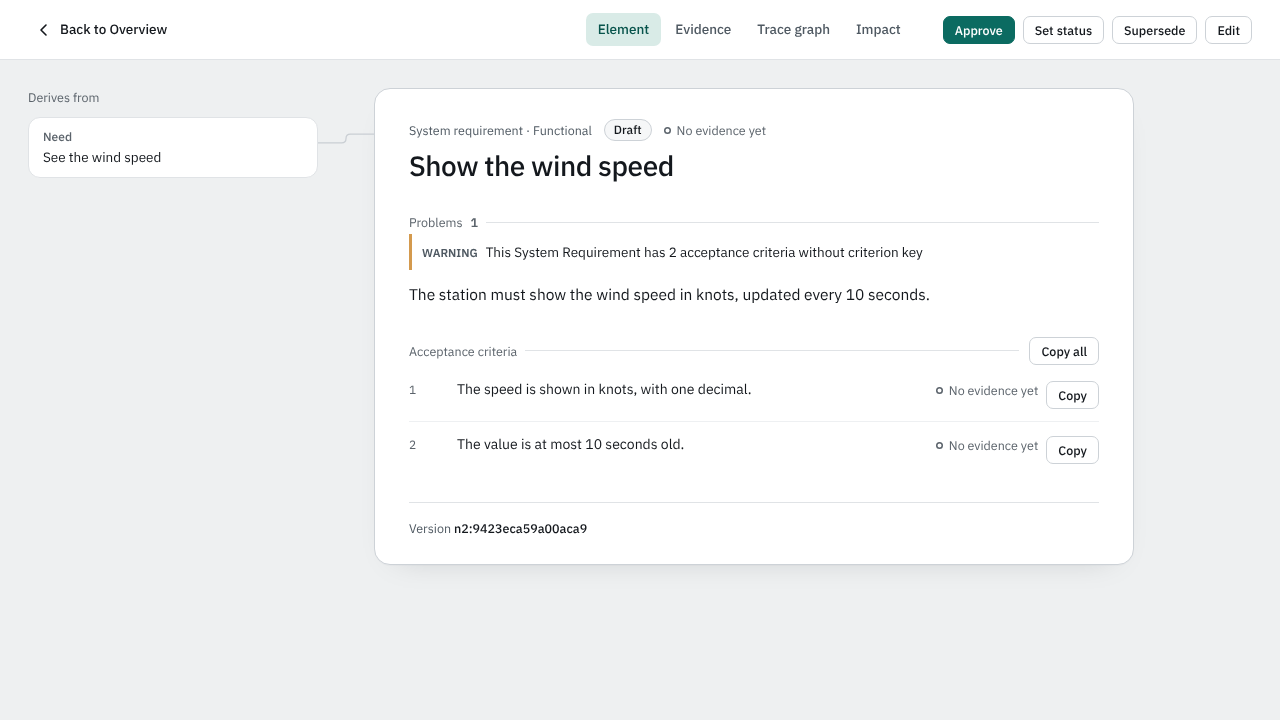 Back to Overview
Element
Evidence
Trace graph
Impact
Approve
Set status
Supersede
Edit
Derives from
Need
See the wind speed
System requirement · Functional
Draft
No evidence yet
Show the wind speed
Problems 1
WARNING This System Requirement has 2 acceptance criteria without criterion key
The station must show the wind speed in knots, updated every 10 seconds.
Acceptance criteria
Copy all
1 The speed is shown in knots, with one decimal. No evidence yet Copy
2 The value is at most 10 seconds old. No evidence yet Copy
Version n2:9423eca59a00aca9